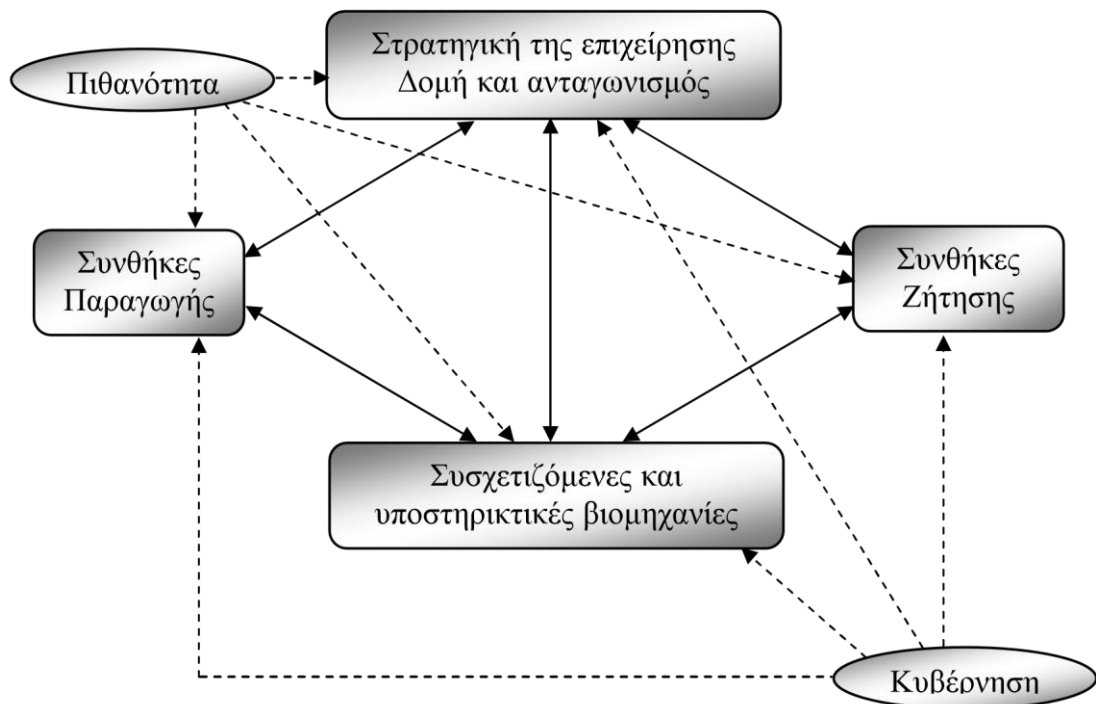 Στρατηγική της επιχείρησης
Δομή και ανταγωνισμός
Πιθανότητα
Συνθήκες
Παραγωγής
Συνθήκες
Ζήτησης
Συσχετιζόμενες και
υποστηρικτικές βιομηχανίες
Κυβέρνηση